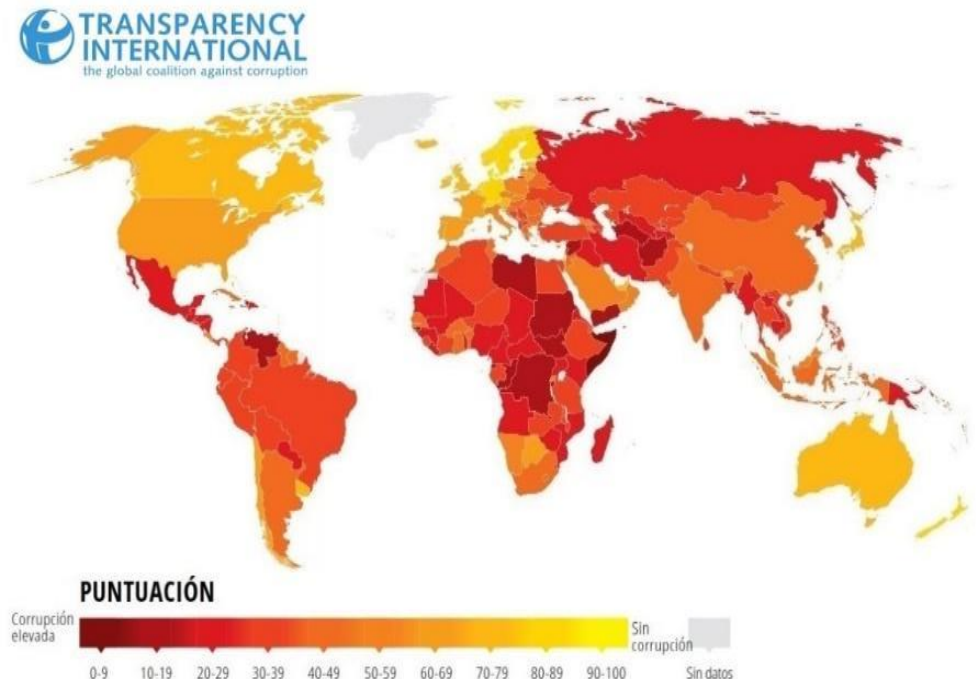 TRANSPARENCY
INTERNATIONAL
the global coalition against corruption
PUNTUACIÓN
Corrupción
elevada
Sin
corrupción
0-9 10-19 20-29 30-39 40-49 50-59 60-69 70-79 80-89 90-100 Sin datos